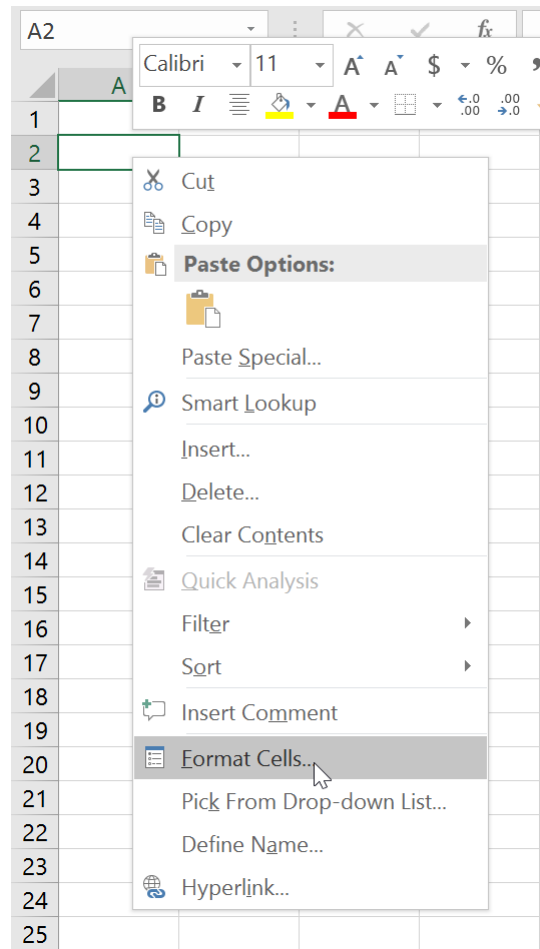 A2 fx
Calibri 11 A A $ % ,
B I A .0 .00 .00 .0
A
1
2
3 Cut
4 Copy
5 Paste Options:
6
7
8 Paste Special...
9 Smart Lookup
10
11 Insert...
12 Delete...
13 Clear Contents
14
15 Quick Analysis
16 Filter
17 Sort
18 Insert Comment
19
20 Format Cells...
21 Pick From Drop-down List...
22 Define Name...
23
24 Hyperlink...
25